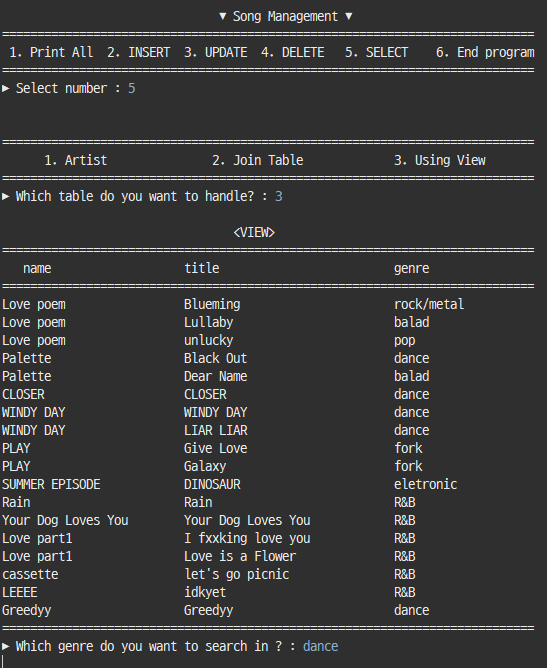 ▼ Song Management ▼
============================================================================
1. Print All 2. INSERT 3. UPDATE 4. DELETE 5. SELECT 6. End program
============================================================================
▶ Select number : 5
============================================================================
1. Artist 2. Join Table 3. Using View
============================================================================
▶ Which table do you want to handle? : 3
<VIEW>
============================================================================
name title genre
============================================================================
Love poem Blueming rock/metal
Love poem Lullaby balad
Love poem unlucky pop
Palette Black Out dance
Palette Dear Name balad
CLOSER CLOSER dance
WINDY DAY WINDY DAY dance
WINDY DAY LIAR LIAR dance
PLAY Give Love fork
PLAY Galaxy fork
SUMMER EPISODE DINOSAUR eletronic
Rain Rain R&B
Your Dog Loves You Your Dog Loves You R&B
Love part1 I fxxking love you R&B
Love part1 Love is a Flower R&B
cassette let's go picnic R&B
LEEEE idkyet R&B
Greedyy Greedyy dance
============================================================================
▶ Which genre do you want to search in ? : dance